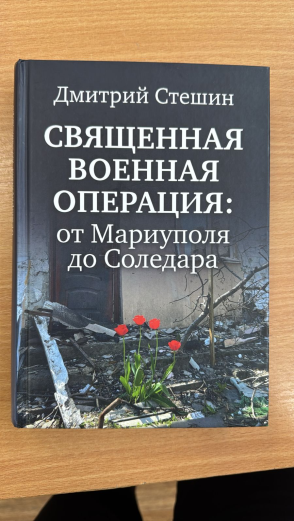 Дмитрий Стешин
СВЯЩЕННАЯ
ВОЕННАЯ
ОПЕРАЦИЯ:
от Мариуполя
до Соледара